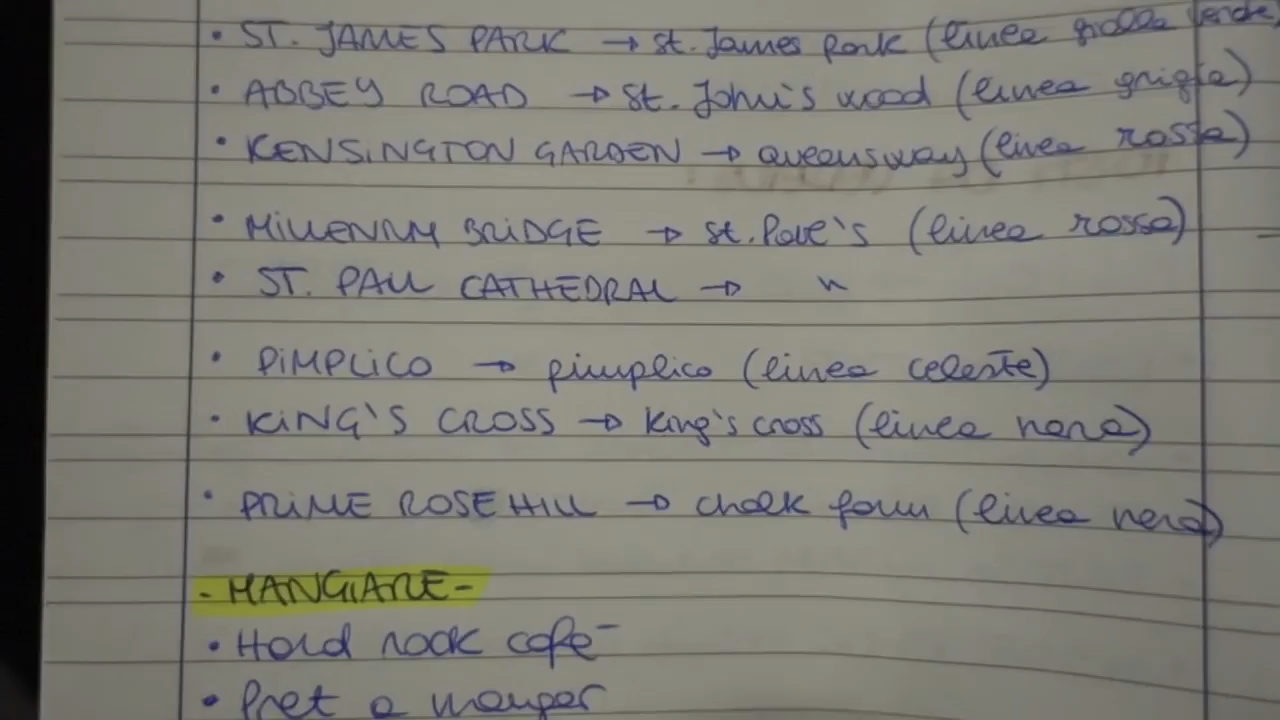 • ST. JAMES PARK → St. James Park (linea gialla verde)
• ABBEY ROAD → St. John's wood (linea grigia)
• KENSINGTON GARDEN → queensway (linea rossa)
• MILLENNIUM BRIDGE → St. Paul's (linea rossa)
• ST. PAUL CATHEDRAL → "
• PIMPLICO → pimplico (linea celeste)
• KING'S CROSS → King's cross (linea nera)
• PRIME ROSE HILL → chalk farm (linea nera)
- MANGIARE -
• Hard rock cafè
• Pret a manger